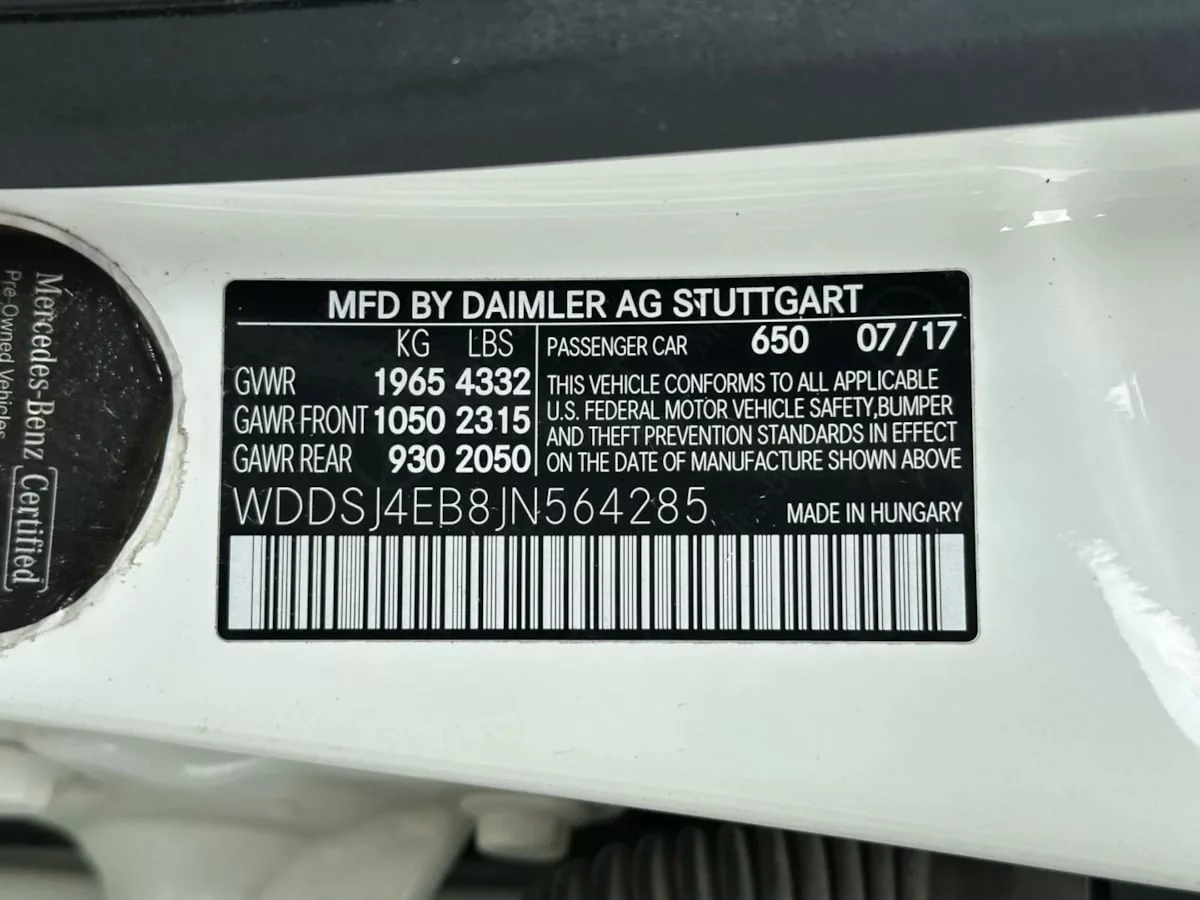 MFD BY DAIMLER AG STUTTGART
KG LBS
GVWR 1965 4332
GAWR FRONT 1050 2315
GAWR REAR 930 2050
PASSENGER CAR 650 07/17
THIS VEHICLE CONFORMS TO ALL APPLICABLE
U.S. FEDERAL MOTOR VEHICLE SAFETY,BUMPER
AND THEFT PREVENTION STANDARDS IN EFFECT
ON THE DATE OF MANUFACTURE SHOWN ABOVE
WDDSJ4EB8JN564285 MADE IN HUNGARY
Mercedes-Benz Certified
Pre-Owned Vehicles